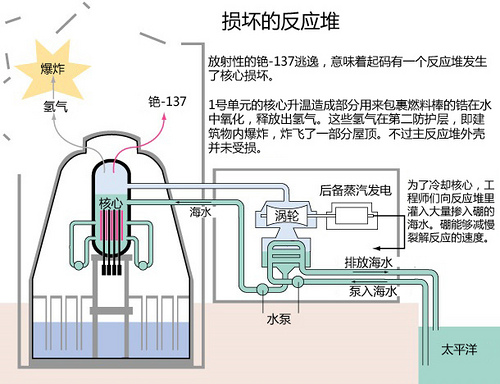 损坏的反应堆
放射性的铯-137逃逸，意味着起码有一个反应堆发生
了核心损坏。
1号单元的核心升温造成部分用来包裹燃料棒的锆在水
中氧化，释放出氢气。这些氢气在第二防护层，即建
筑物内爆炸，炸飞了一部分屋顶。不过主反应堆外壳
并未受损。
爆炸
氢气
铯-137
核心
海水
涡轮
后备蒸汽发电
为了冷却核心，工
程师们向反应堆里
灌入大量掺入硼的
海水。硼能够减慢
裂解反应的速度。
排放海水
泵入海水
水泵
太平洋